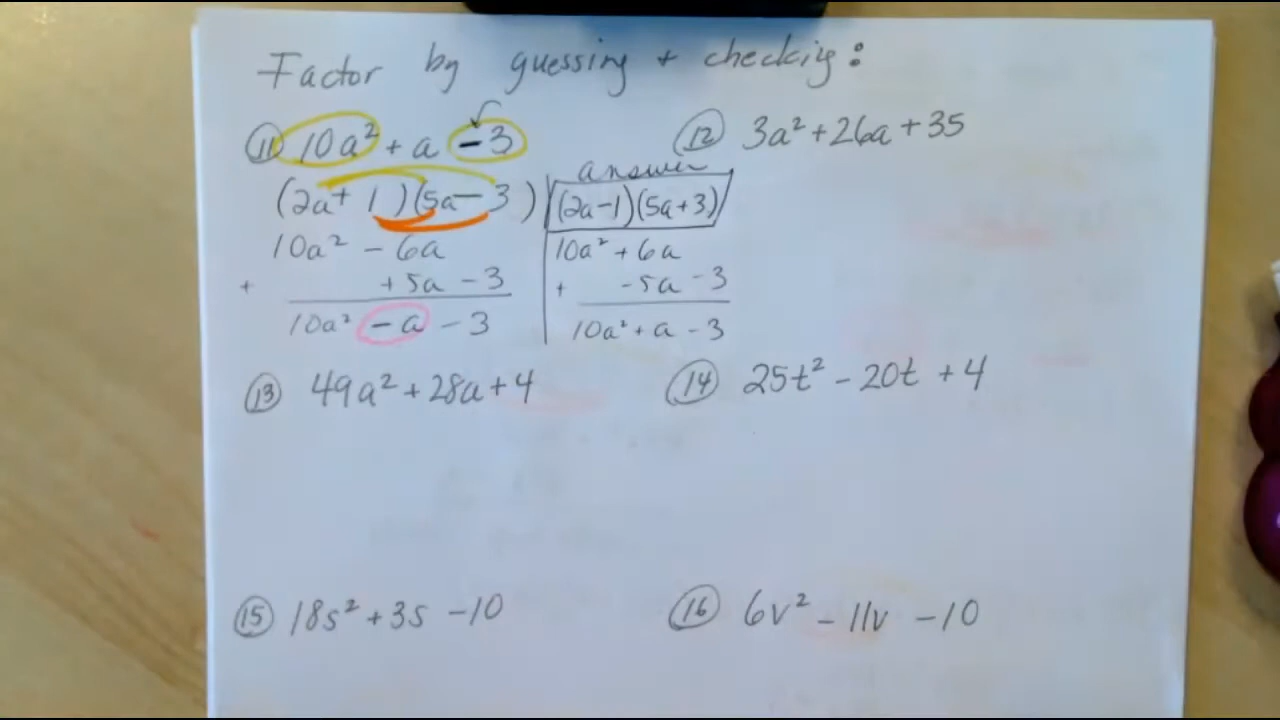 Factor by guessing + checking:
11 10a² + a - 3
(2a + 1)(5a - 3)
10a² - 6a
+ + 5a - 3
10a² - a - 3
answer
(2a-1)(5a+3)
10a² + 6a
+ - 5a - 3
10a² + a - 3
12 3a² + 26a + 35
13 49a² + 28a + 4
14 25t² - 20t + 4
15 18s² + 3s - 10
16 6v² - 11v - 10